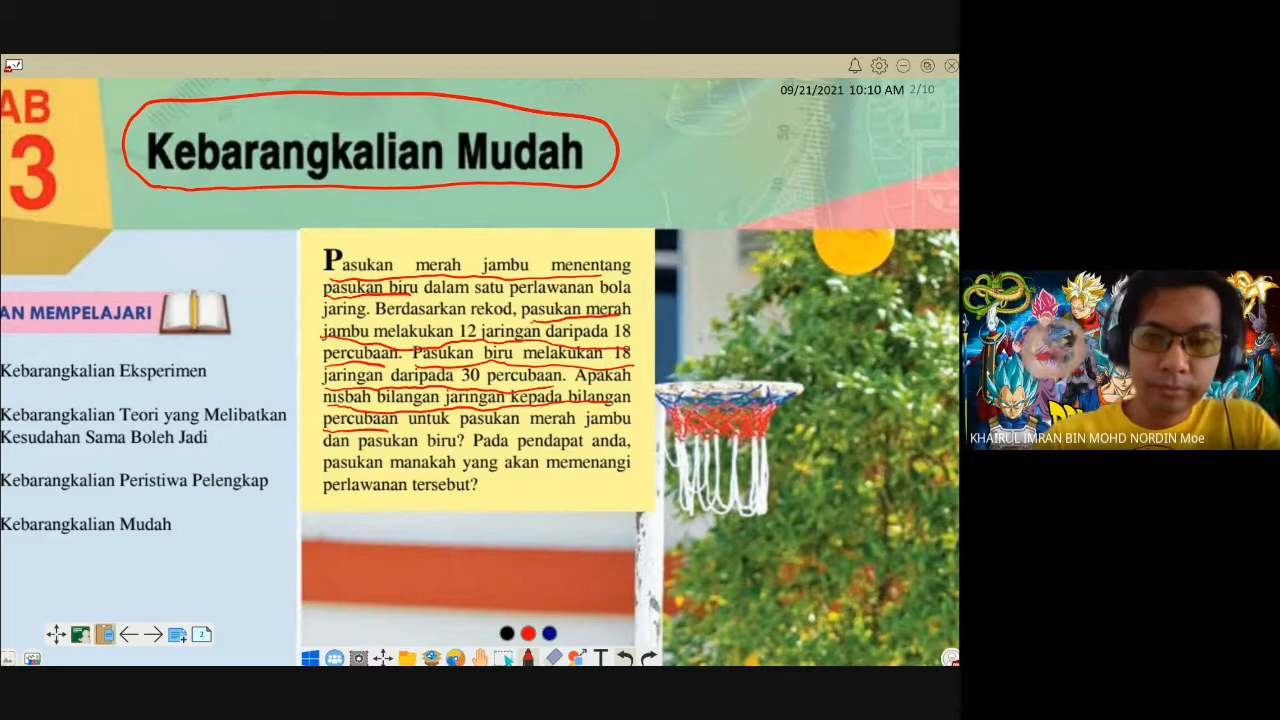 09/21/2021 10:10 AM 2/10
AB
3
Kebarangkalian Mudah
AN MEMPELAJARI
Kebarangkalian Eksperimen
Kebarangkalian Teori yang Melibatkan
Kesudahan Sama Boleh Jadi
Kebarangkalian Peristiwa Pelengkap
Kebarangkalian Mudah
Pasukan merah jambu menentang
pasukan biru dalam satu perlawanan bola
jaring. Berdasarkan rekod, pasukan merah
jambu melakukan 12 jaringan daripada 18
percubaan. Pasukan biru melakukan 18
jaringan daripada 30 percubaan. Apakah
nisbah bilangan jaringan kepada bilangan
percubaan untuk pasukan merah jambu
dan pasukan biru? Pada pendapat anda,
pasukan manakah yang akan memenangi
perlawanan tersebut?
2
T
KHAIRUL IMRAN BIN MOHD NORDIN Moe